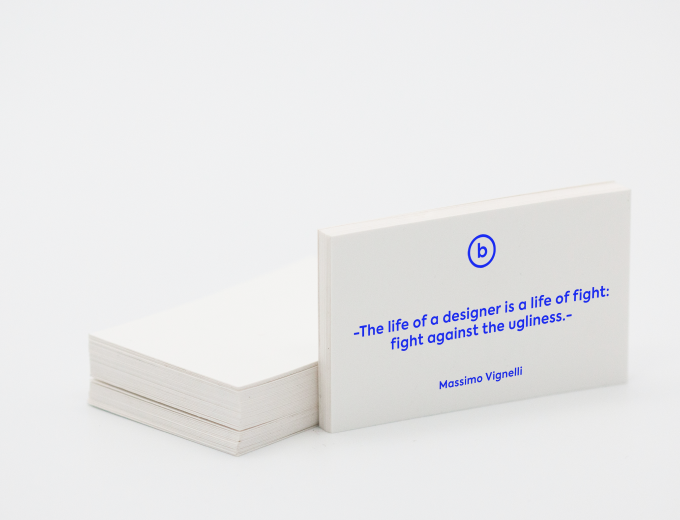 b
-The life of a designer is a life of fight:
fight against the ugliness.-
Massimo Vignelli